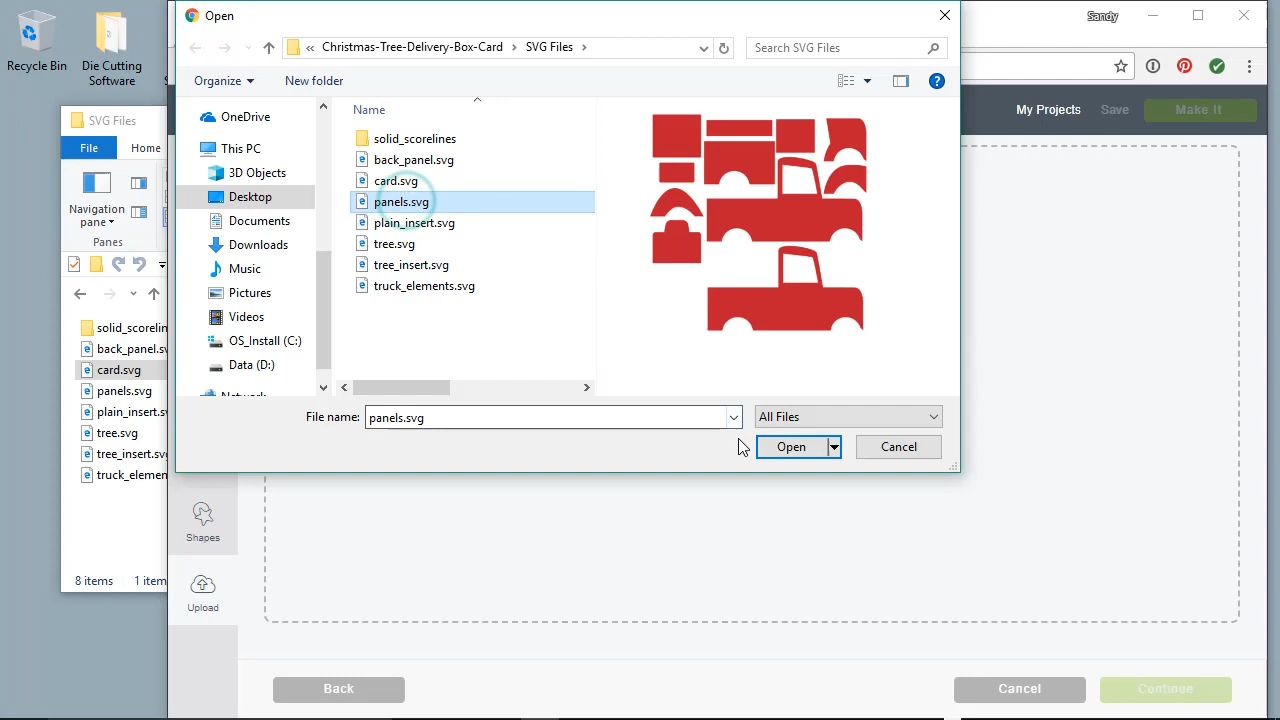 Recycle Bin
Die Cutting
Software
SVG Files
File
Home
Navigation
pane
Panes
solid_scorelin
back_panel.sv
card.svg
panels.svg
plain_insert.sv
tree.svg
tree_insert.svg
truck_elemen
8 items
1 item
Open
« Christmas-Tree-Delivery-Box-Card > SVG Files >
Search SVG Files
Organize
New folder
OneDrive
This PC
3D Objects
Desktop
Documents
Downloads
Music
Pictures
Videos
OS_Install (C:)
Data (D:)
Network
Name
solid_scorelines
back_panel.svg
card.svg
panels.svg
plain_insert.svg
tree.svg
tree_insert.svg
truck_elements.svg
File name: panels.svg
All Files
Open
Cancel
Sandy
My Projects
Save
Make It
Shapes
Upload
Back
Cancel
Continue